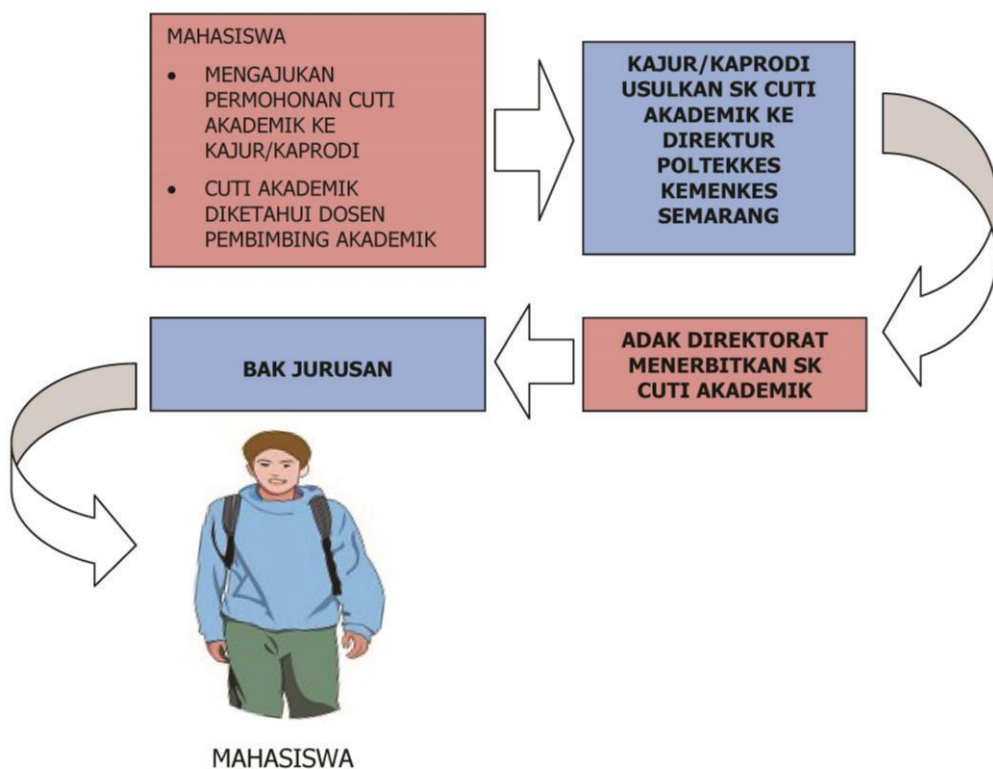 MAHASISWA
• MENGAJUKAN
PERMOHONAN CUTI
AKADEMIK KE
KAJUR/KAPRODI
• CUTI AKADEMIK
DIKETAHUI DOSEN
PEMBIMBING AKADEMIK
KAJUR/KAPRODI
USULKAN SK CUTI
AKADEMIK KE
DIREKTUR
POLTEKKES
KEMENKES
SEMARANG
ADAK DIREKTORAT
MENERBITKAN SK
CUTI AKADEMIK
BAK JURUSAN
MAHASISWA